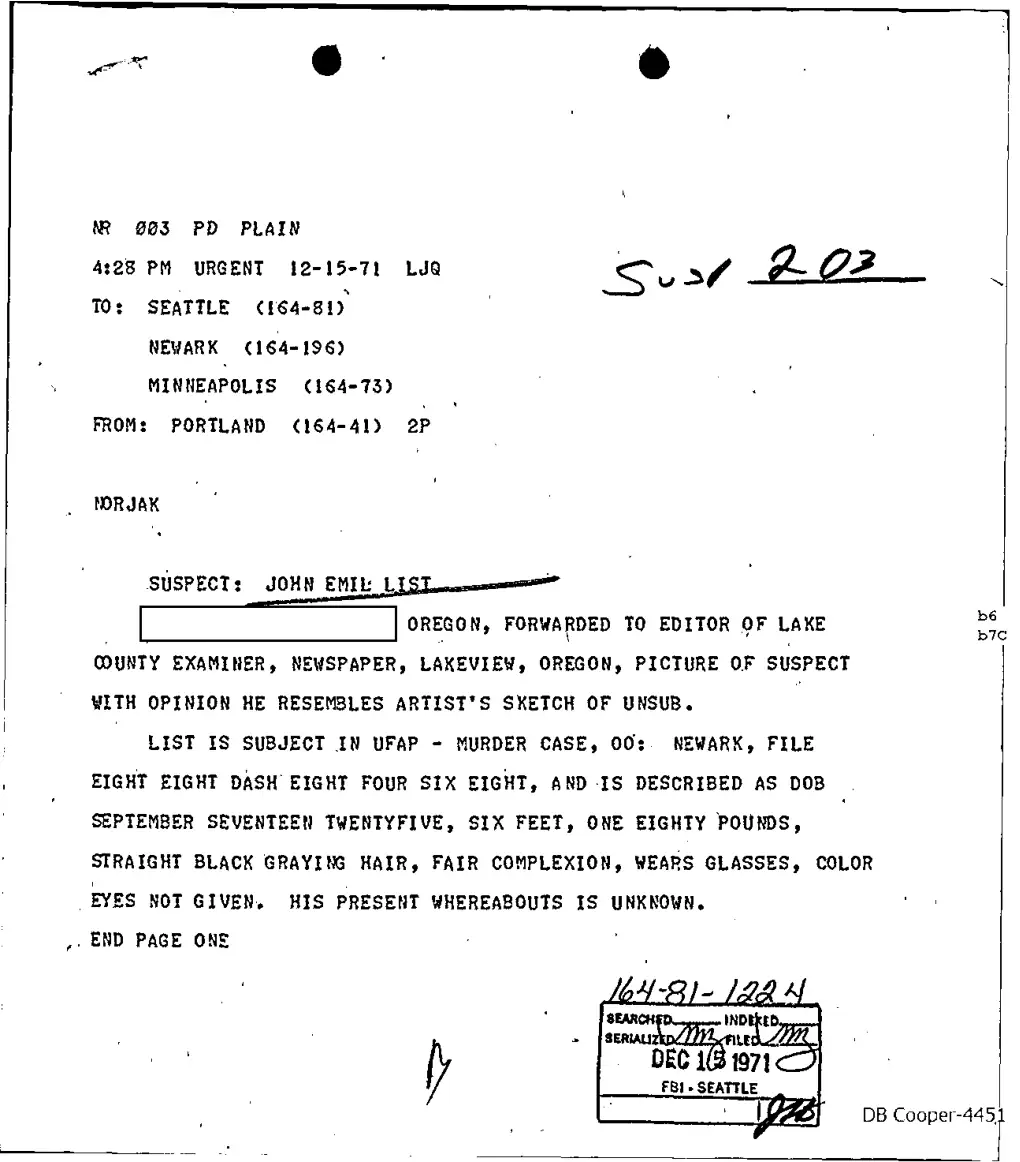 NR 003 PD PLAIN
4:28 PM URGENT 12-15-71 LJQ
Sus 203
TO: SEATTLE (164-81)
NEWARK (164-196)
MINNEAPOLIS (164-73)
FROM: PORTLAND (164-41) 2P
NORJAK
SUSPECT: JOHN EMIL LIST
b6
b7C
OREGON, FORWARDED TO EDITOR OF LAKE
COUNTY EXAMINER, NEWSPAPER, LAKEVIEW, OREGON, PICTURE OF SUSPECT
WITH OPINION HE RESEMBLES ARTIST'S SKETCH OF UNSUB.
LIST IS SUBJECT IN UFAP - MURDER CASE, OO: NEWARK, FILE
EIGHT EIGHT DASH EIGHT FOUR SIX EIGHT, AND IS DESCRIBED AS DOB
SEPTEMBER SEVENTEEN TWENTYFIVE, SIX FEET, ONE EIGHTY POUNDS,
STRAIGHT BLACK GRAYING HAIR, FAIR COMPLEXION, WEARS GLASSES, COLOR
EYES NOT GIVEN. HIS PRESENT WHEREABOUTS IS UNKNOWN.
END PAGE ONE
164-81-1224
SEARCHED INDEXED
SERIALIZED FILED
DEC 15 1971
FBI - SEATTLE
DB Cooper-4451